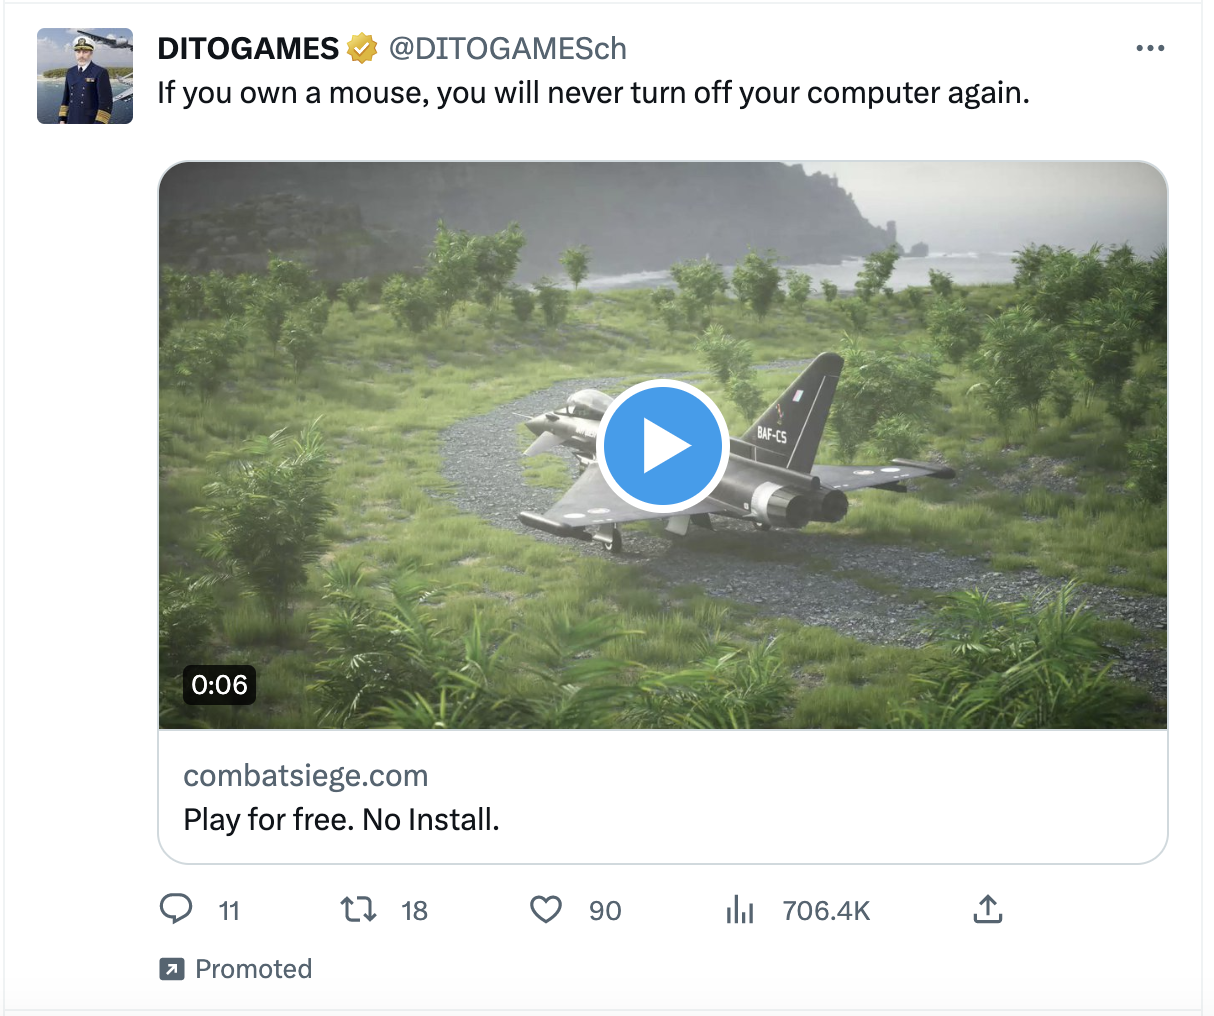 DITOGAMES @DITOGAMESch
If you own a mouse, you will never turn off your computer again.
BAF-CS
0:06
combatsiege.com
Play for free. No Install.
11 18 90 706.4K
Promoted